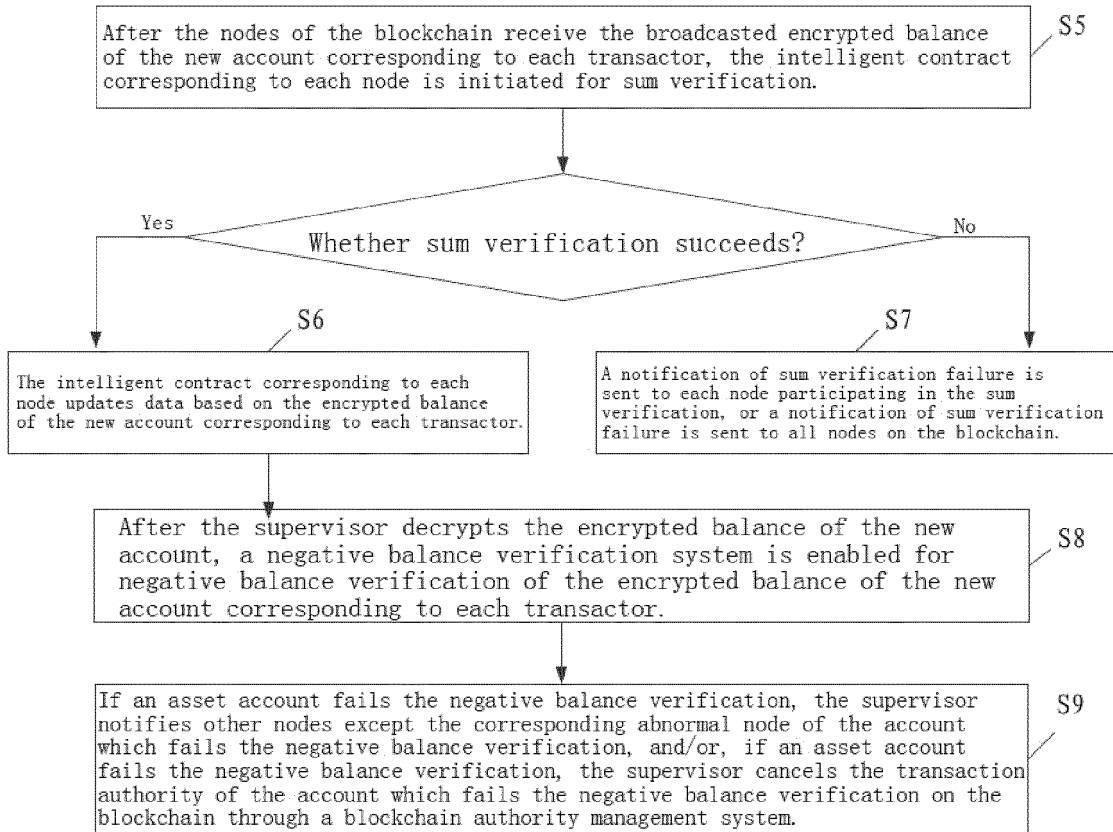 After the nodes of the blockchain receive the broadcasted encrypted balance
of the new account corresponding to each transactor, the intelligent contract
corresponding to each node is initiated for sum verification.
S5
Whether sum verification succeeds?
Yes
No
S6
The intelligent contract corresponding to each
node updates data based on the encrypted balance
of the new account corresponding to each transactor.
S7
A notification of sum verification failure is
sent to each node participating in the sum
verification, or a notification of sum verification
failure is sent to all nodes on the blockchain.
After the supervisor decrypts the encrypted balance of the new
account, a negative balance verification system is enabled for
negative balance verification of the encrypted balance of the new
account corresponding to each transactor.
S8
If an asset account fails the negative balance verification, the supervisor
notifies other nodes except the corresponding abnormal node of the account
which fails the negative balance verification, and/or, if an asset account
fails the negative balance verification, the supervisor cancels the transaction
authority of the account which fails the negative balance verification on the
blockchain through a blockchain authority management system.
S9